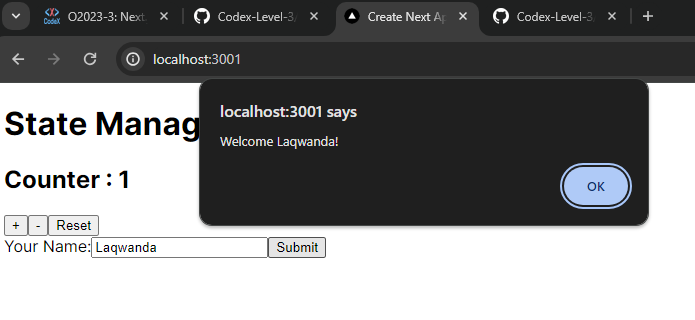 O2023-3: Next
Codex-Level-3/
Create Next Ap
Codex-Level-3
CodeX
localhost:3001
localhost:3001 says
Welcome Laqwanda!
OK
State Manag
Counter : 1
+ - Reset
Your Name: Laqwanda Submit